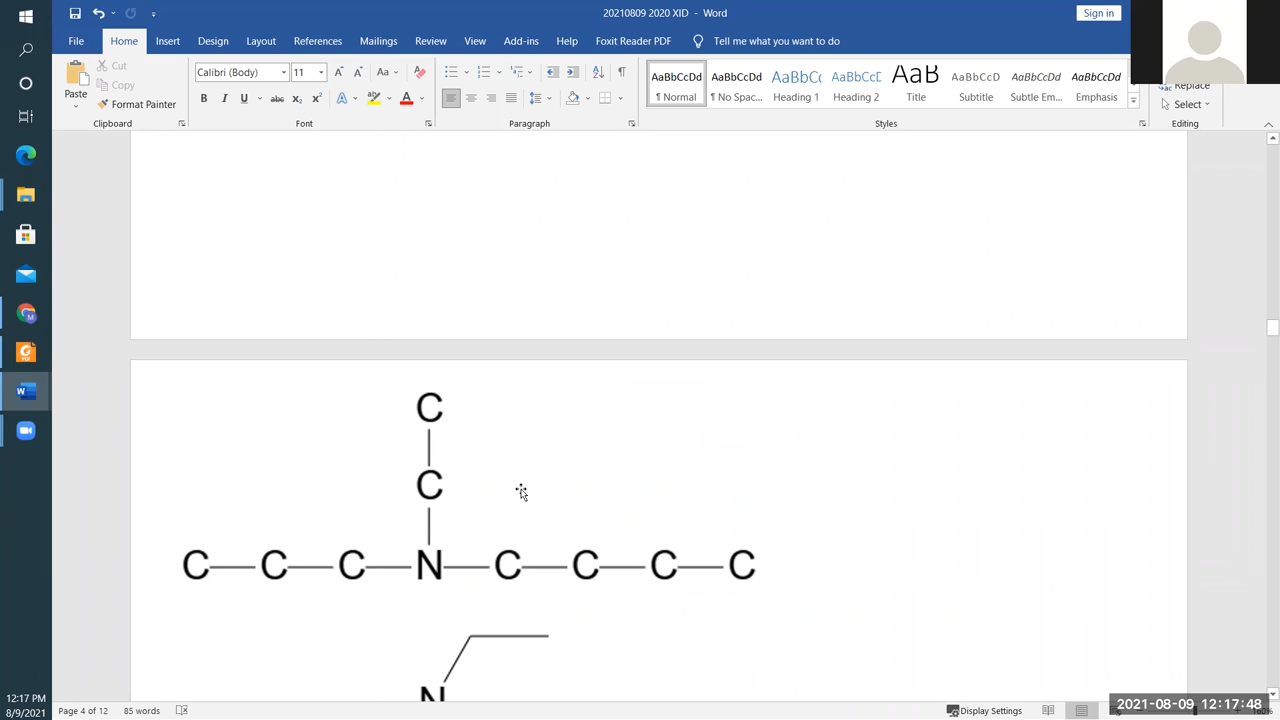 20210809 2020 XID - Word
Sign in
File Home Insert Design Layout References Mailings Review View Add-ins Help Foxit Reader PDF Tell me what you want to do
Paste
Cut
Copy
Format Painter
Clipboard
Calibri (Body) 11
Font
Paragraph
AaBbCcDd AaBbCcDd AaBbCc AaBbCcE AaB AaBbCcD AaBbCcDd AaBbCcDd
¶ Normal ¶ No Spac... Heading 1 Heading 2 Title Subtitle Subtle Em... Emphasis
Styles
Replace
Select
Editing
C
C
C C C N C C C C
N
12:17 PM
8/9/2021
Page 4 of 12 85 words
Display Settings
2021-08-09 12:17:48